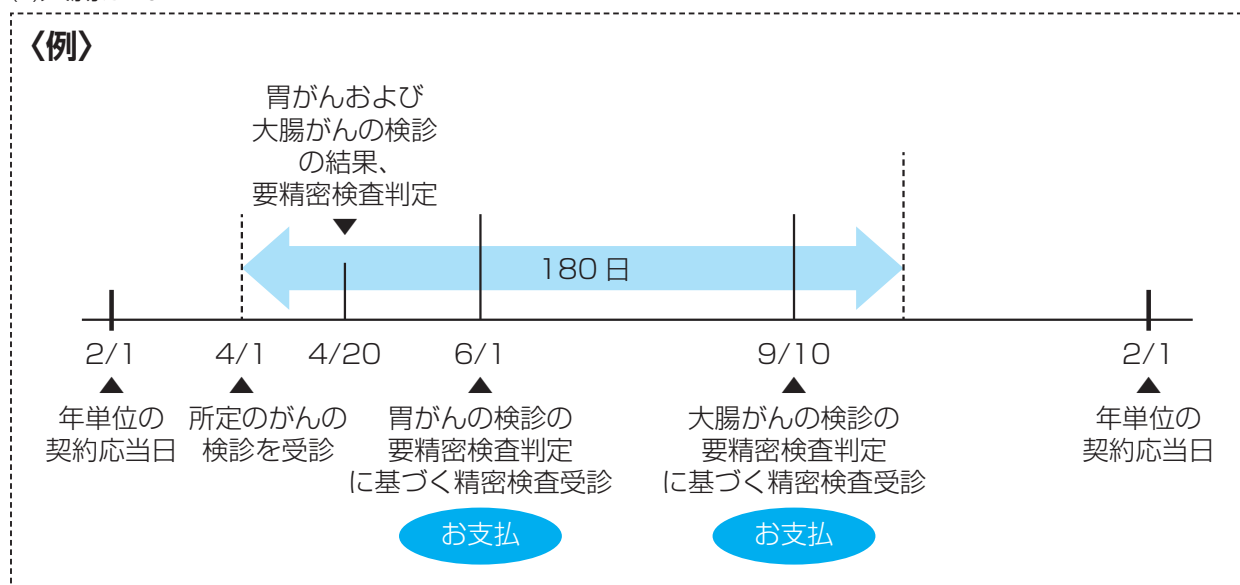 〈例〉
胃がんおよび
大腸がんの検診
の結果、
要精密検査判定
▼
180日
2/1
4/1
4/20
6/1
9/10
2/1
▲
年単位の
契約応当日
▲
所定のがんの
検診を受診
▲
胃がんの検診の
要精密検査判定
に基づく精密検査受診
お支払
▲
大腸がんの検診の
要精密検査判定
に基づく精密検査受診
お支払
▲
年単位の
契約応当日